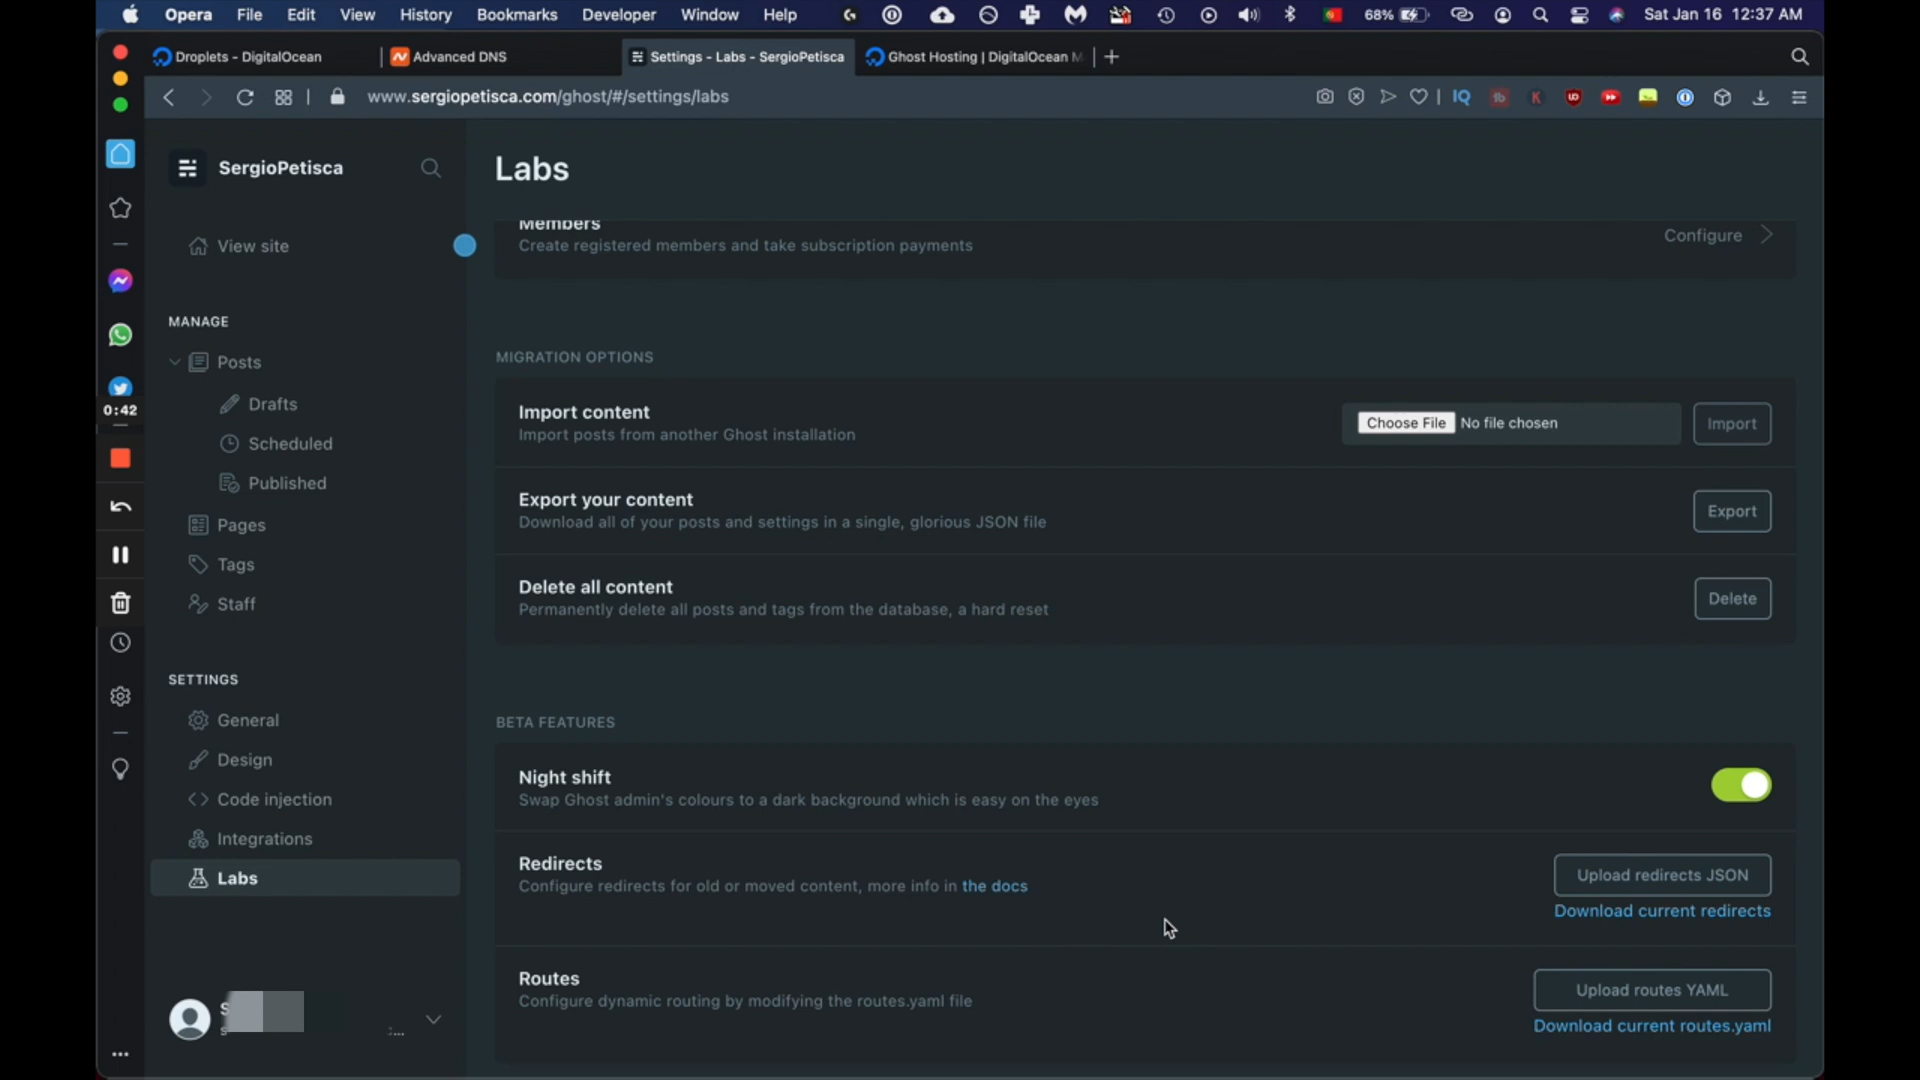 Opera File Edit View History Bookmarks Developer Window Help 68% Sat Jan 16 12:37 AM
Droplets - DigitalOcean Advanced DNS Settings - Labs - SergioPetisca Ghost Hosting | DigitalOcean M
www.sergiopetisca.com/ghost/#/settings/labs
SergioPetisca
View site
MANAGE
Posts
Drafts
0:42
Scheduled
Published
Pages
Tags
Staff
SETTINGS
General
Design
Code injection
Integrations
Labs
Labs
Members
Create registered members and take subscription payments
Configure
MIGRATION OPTIONS
Import content
Import posts from another Ghost installation
Choose File No file chosen
Import
Export your content
Download all of your posts and settings in a single, glorious JSON file
Export
Delete all content
Permanently delete all posts and tags from the database, a hard reset
Delete
BETA FEATURES
Night shift
Swap Ghost admin's colours to a dark background which is easy on the eyes
Redirects
Configure redirects for old or moved content, more info in the docs
Upload redirects JSON
Download current redirects
Routes
Configure dynamic routing by modifying the routes.yaml file
Upload routes YAML
Download current routes.yaml